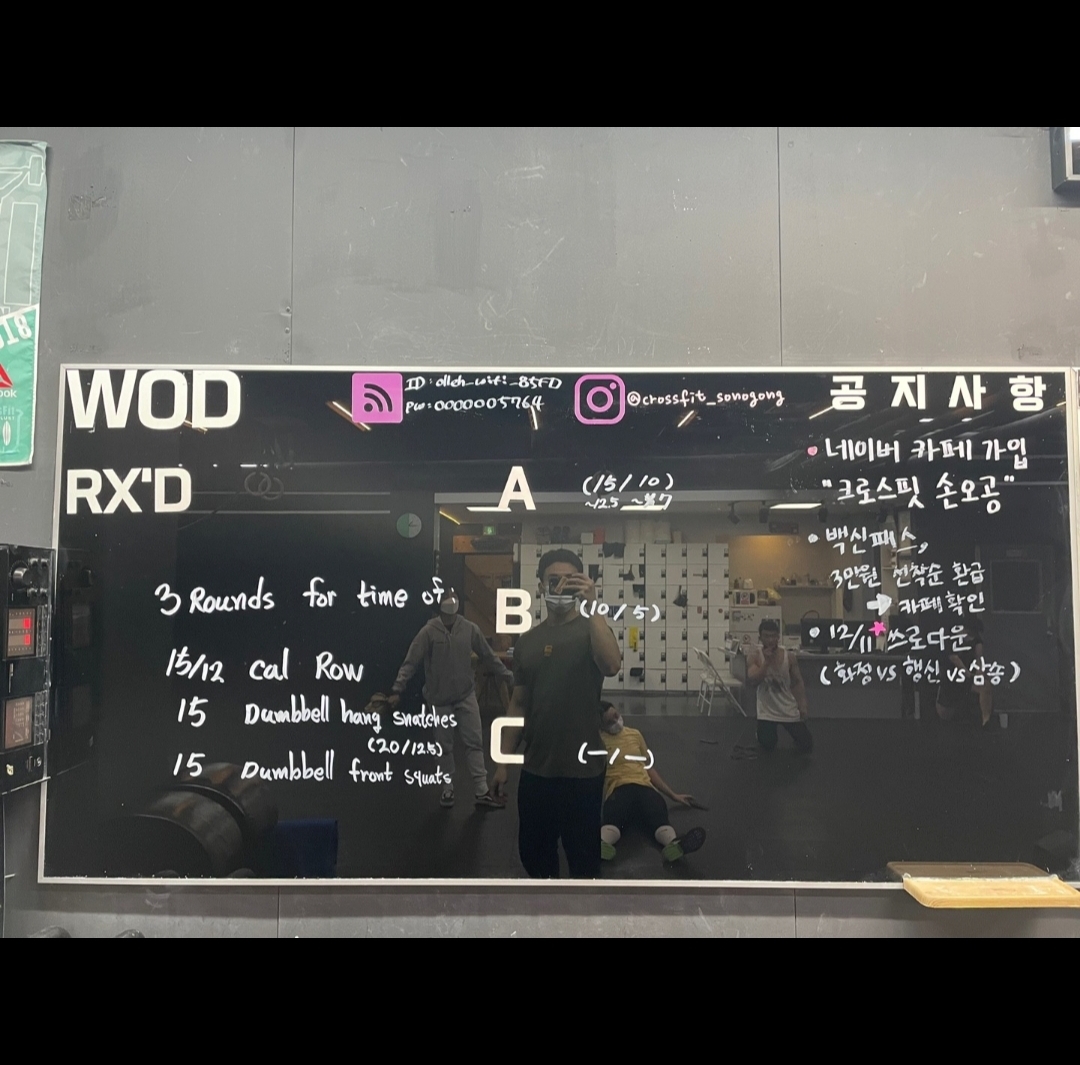 WOD
ID: olleh_wifi_85FD
PW: 0000005764
@crossfit_sonogong
공지사항
RX'D
3 Rounds for time of:
15/12 cal Row
15 Dumbbell hang snatches
(20/12.5)
15 Dumbbell front squats
A (15/10)
~12.5 ~7
B (10/5)
C (-/-)
• 네이버 카페 가입
"크로스핏 손오공"
• 백신패스,
3만원 선착순 환급
→ 카페확인
• 12/11 쓰로다운
(화정 vs 행신 vs 삼송)